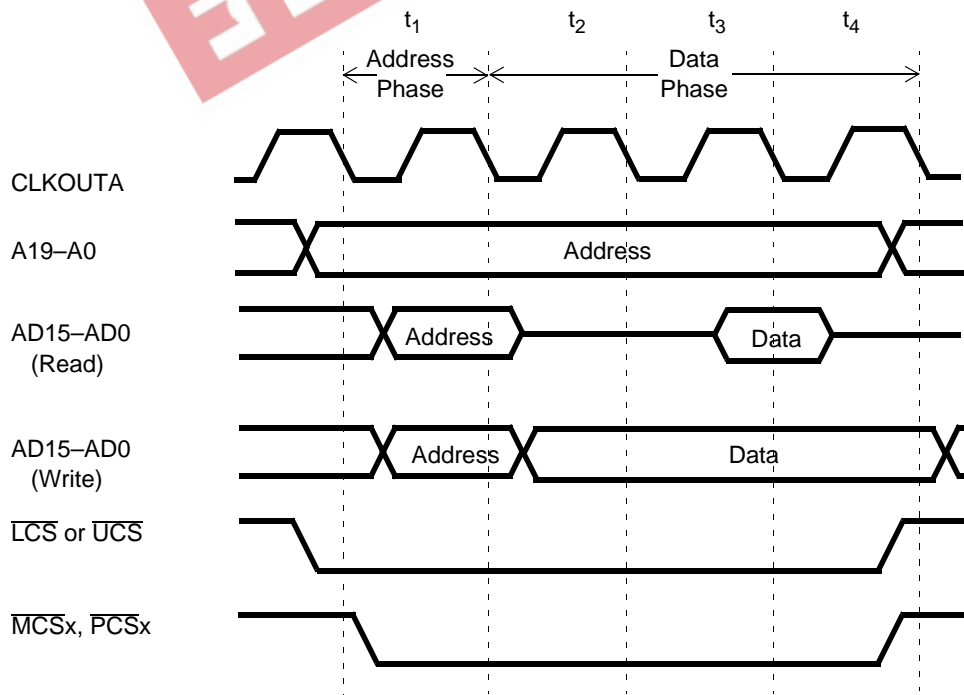 t1 t2 t3 t4
Address Phase
Data Phase
CLKOUTA
A19–A0
Address
AD15–AD0
(Read)
Address
Data
AD15–AD0
(Write)
Address
Data
LCS or UCS
MCSx, PCSx